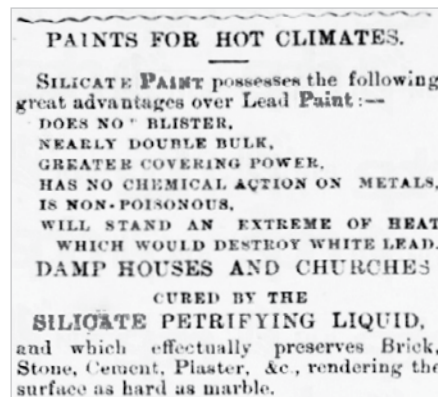 PAINTS FOR HOT CLIMATES.
SILICATE PAINT possesses the following
great advantages over Lead Paint :—
DOES NO' BLISTER,
NEARLY DOUBLE BULK,
GREATER COVERING POWER,
HAS NO CHEMICAL ACTION ON METALS,
IS NON-POISONOUS,
WILL STAND AN EXTREME OF HEAT
WHICH WOULD DESTROY WHITE LEAD.
DAMP HOUSES AND CHURCHES
CURED BY THE
SILICATE PETRIFYING LIQUID,
and which effectually preserves Brick,
Stone, Cement, Plaster, &c., rendering the
surface as hard as marble.